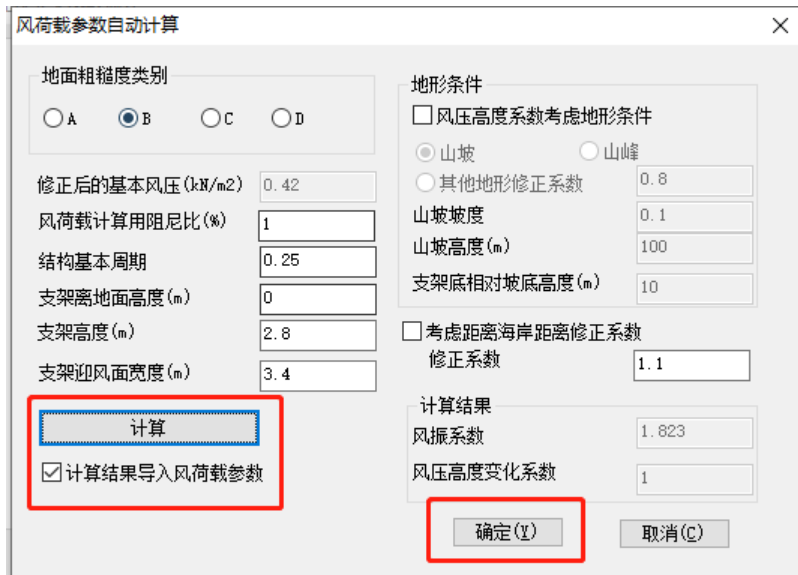 风荷载参数自动计算
地面粗糙度类别
A
B
C
D
修正后的基本风压(kN/m2)
0.42
风荷载计算用阻尼比(%)
1
结构基本周期
0.25
支架离地面高度(m)
0
支架高度(m)
2.8
支架迎风面宽度(m)
3.4
计算
计算结果导入风荷载参数
地形条件
风压高度系数考虑地形条件
山坡
山峰
其他地形修正系数
0.8
山坡坡度
0.1
山坡高度(m)
100
支架底相对坡底高度(m)
10
考虑距离海岸距离修正系数
修正系数
1.1
计算结果
风振系数
1.823
风压高度变化系数
1
确定(Y)
取消(C)